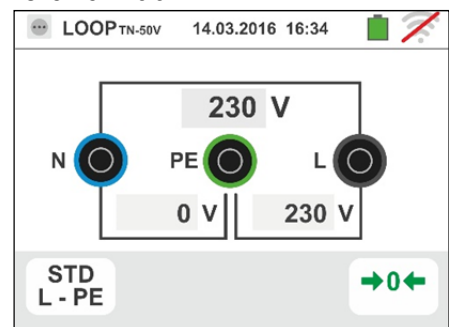 LOOP TN-50V 14.03.2016 16:34
230 V
N PE L
0 V 230 V
STD
L - PE
➔0←